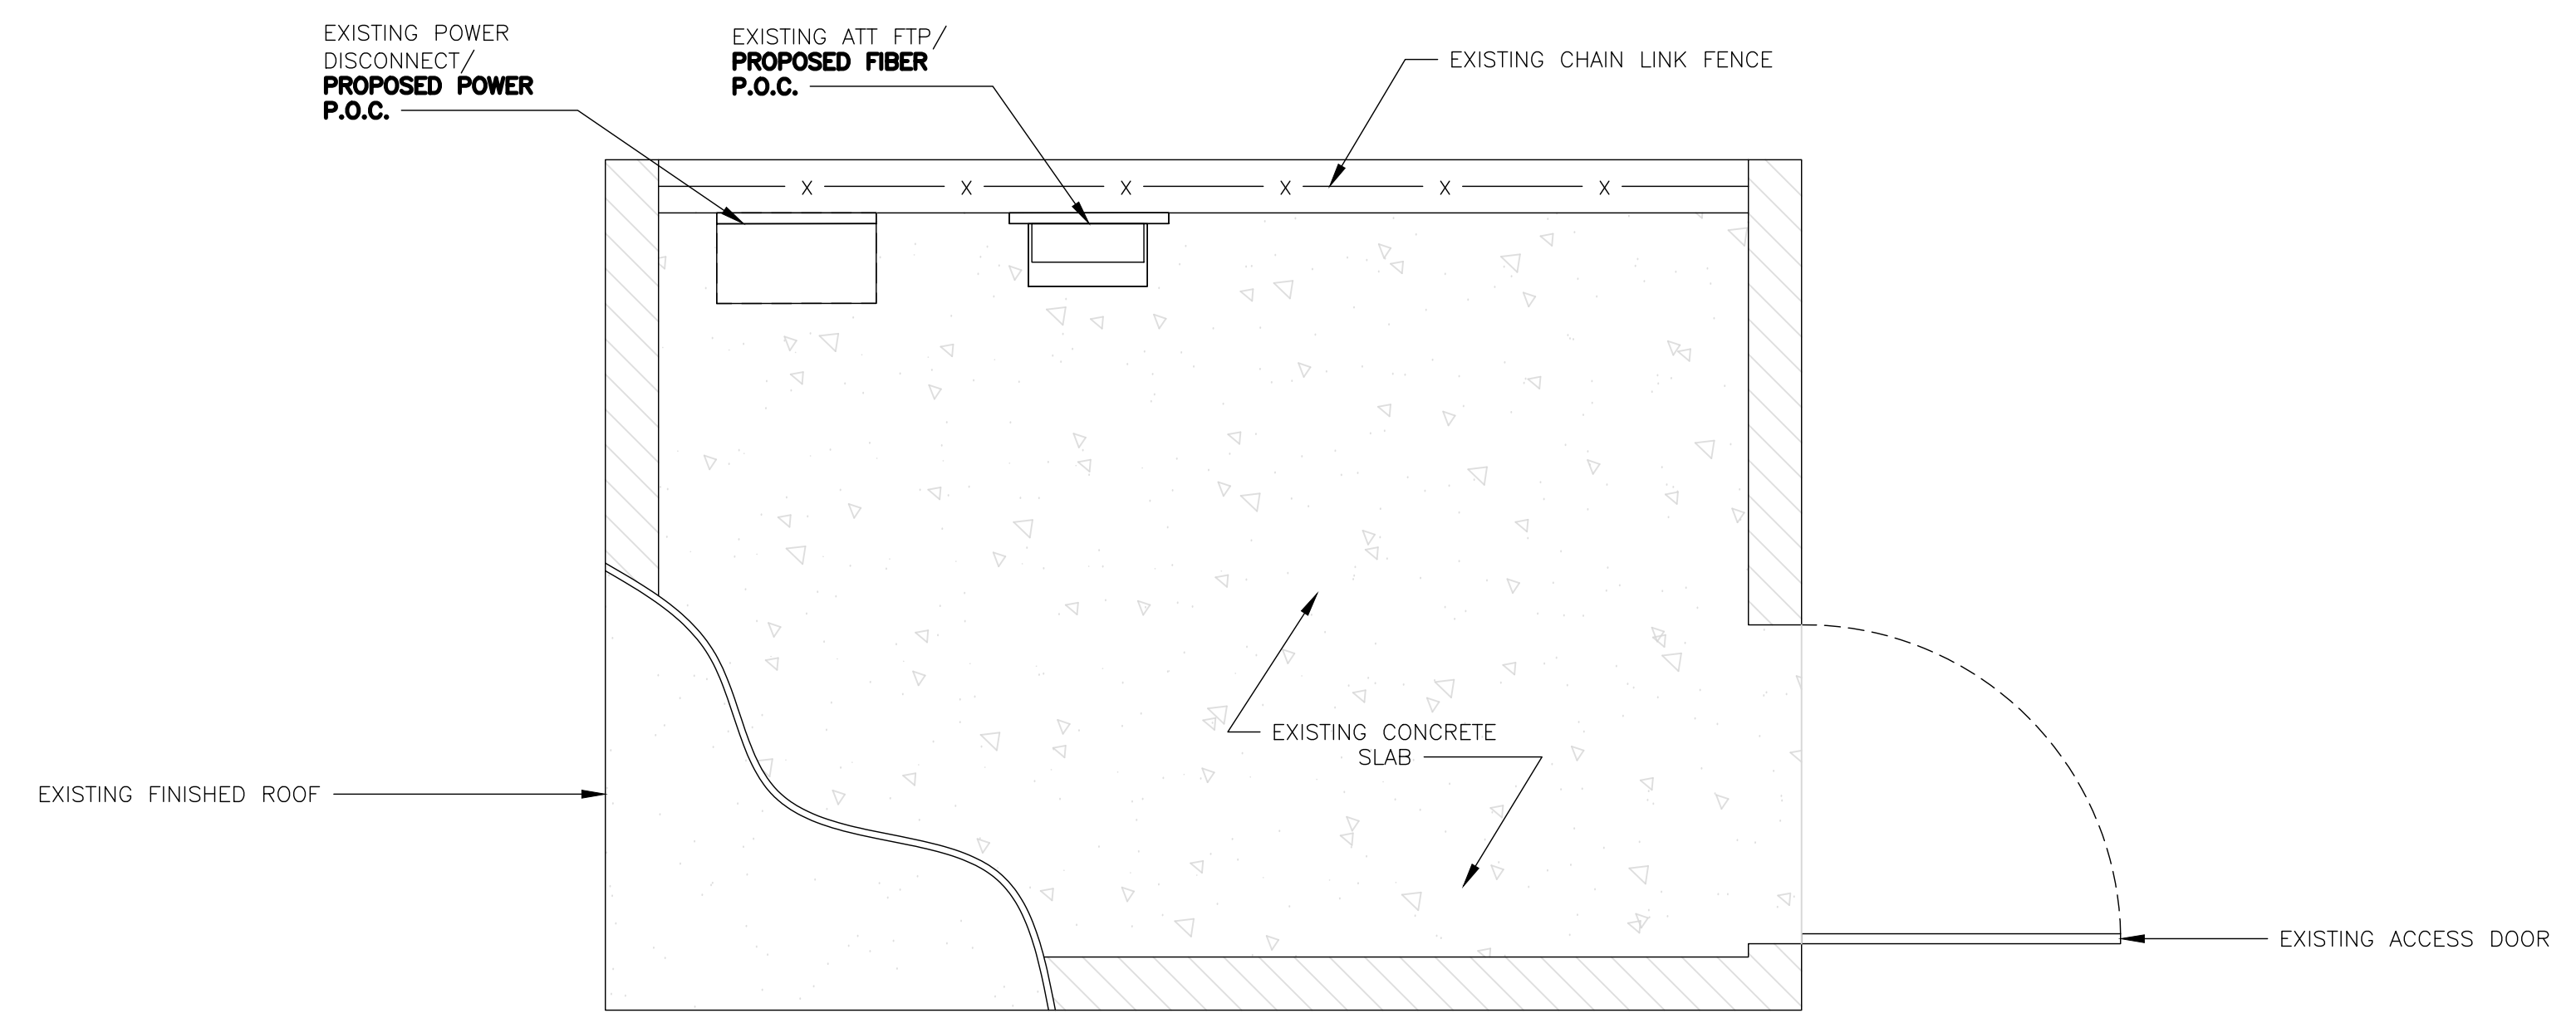 EXISTING POWER
DISCONNECT/
PROPOSED POWER
P.O.C.
EXISTING ATT FTP/
PROPOSED FIBER
P.O.C.
EXISTING CHAIN LINK FENCE
X X X X X X
EXISTING CONCRETE
SLAB
EXISTING FINISHED ROOF
EXISTING ACCESS DOOR